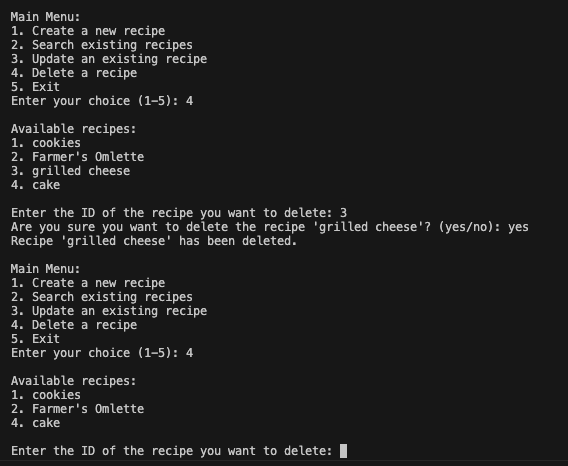 Main Menu:
1. Create a new recipe
2. Search existing recipes
3. Update an existing recipe
4. Delete a recipe
5. Exit
Enter your choice (1-5): 4
Available recipes:
1. cookies
2. Farmer's Omlette
3. grilled cheese
4. cake
Enter the ID of the recipe you want to delete: 3
Are you sure you want to delete the recipe 'grilled cheese'? (yes/no): yes
Recipe 'grilled cheese' has been deleted.
Main Menu:
1. Create a new recipe
2. Search existing recipes
3. Update an existing recipe
4. Delete a recipe
5. Exit
Enter your choice (1-5): 4
Available recipes:
1. cookies
2. Farmer's Omlette
4. cake
Enter the ID of the recipe you want to delete: